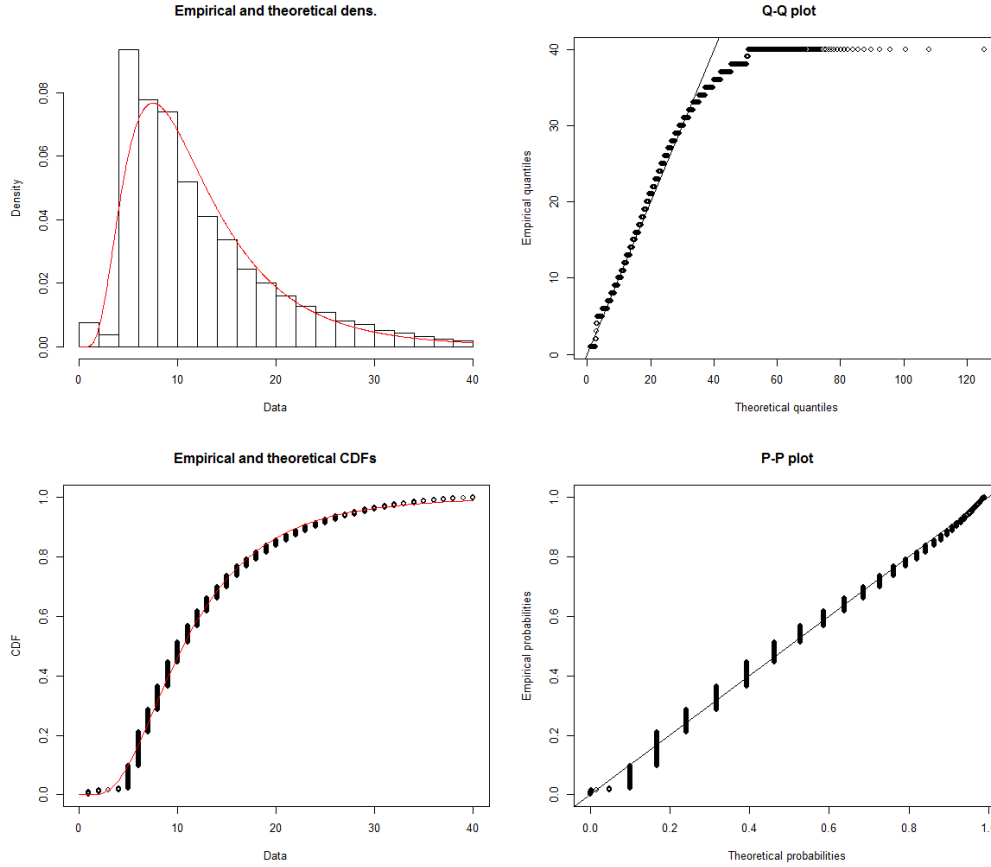 Empirical and theoretical dens.
Density
0.00 0.02 0.04 0.06 0.08
0 10 20 30 40
Data
Q-Q plot
Empirical quantiles
0 10 20 30 40
0 20 40 60 80 100 120
Theoretical quantiles
Empirical and theoretical CDFs
CDF
0.0 0.2 0.4 0.6 0.8 1.0
0 10 20 30 40
Data
P-P plot
Empirical probabilities
0.0 0.2 0.4 0.6 0.8 1.0
0.0 0.2 0.4 0.6 0.8 1.0
Theoretical probabilities